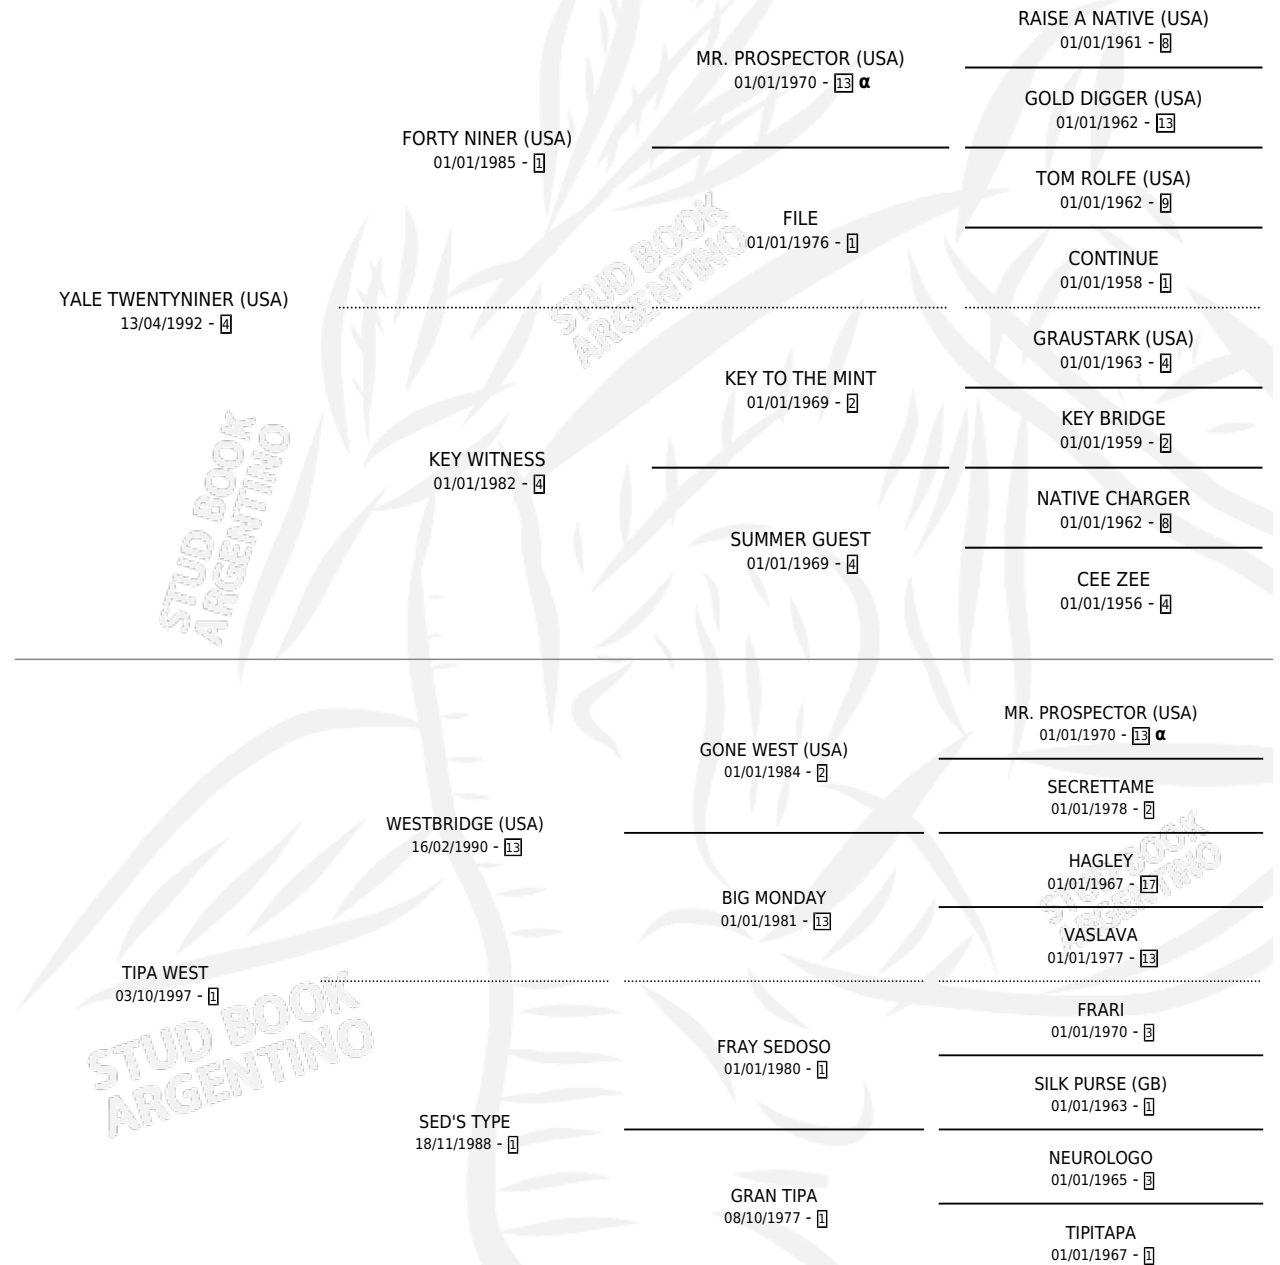 RAISE A NATIVE (USA)
01/01/1961 - 8
MR. PROSPECTOR (USA)
01/01/1970 - 13 α
GOLD DIGGER (USA)
01/01/1962 - 13
FORTY NINER (USA)
01/01/1985 - 1
TOM ROLFE (USA)
01/01/1962 - 9
FILE
01/01/1976 - 1
CONTINUE
01/01/1958 - 1
YALE TWENTYNINER (USA)
13/04/1992 - 4
GRAUSTARK (USA)
01/01/1963 - 4
KEY TO THE MINT
01/01/1969 - 2
KEY BRIDGE
01/01/1959 - 2
KEY WITNESS
01/01/1982 - 4
NATIVE CHARGER
01/01/1962 - 8
SUMMER GUEST
01/01/1969 - 4
CEE ZEE
01/01/1956 - 4
MR. PROSPECTOR (USA)
01/01/1970 - 13 α
GONE WEST (USA)
01/01/1984 - 2
SECRETTAME
01/01/1978 - 2
WESTBRIDGE (USA)
16/02/1990 - 13
HAGLEY
01/01/1967 - 17
BIG MONDAY
01/01/1981 - 13
VASLAVA
01/01/1977 - 13
TIPA WEST
03/10/1997 - 1
FRARI
01/01/1970 - 3
FRAY SEDOSO
01/01/1980 - 1
SILK PURSE (GB)
01/01/1963 - 1
SED'S TYPE
18/11/1988 - 1
NEUROLOGO
01/01/1965 - 3
GRAN TIPA
08/10/1977 - 1
TIPITAPA
01/01/1967 - 1
STUD BOOK
ARGENTINO
STUD BOOK
ARGENTINO
STUD BOOK
ARGENTINO
STUD BOOK
ARGENTINO